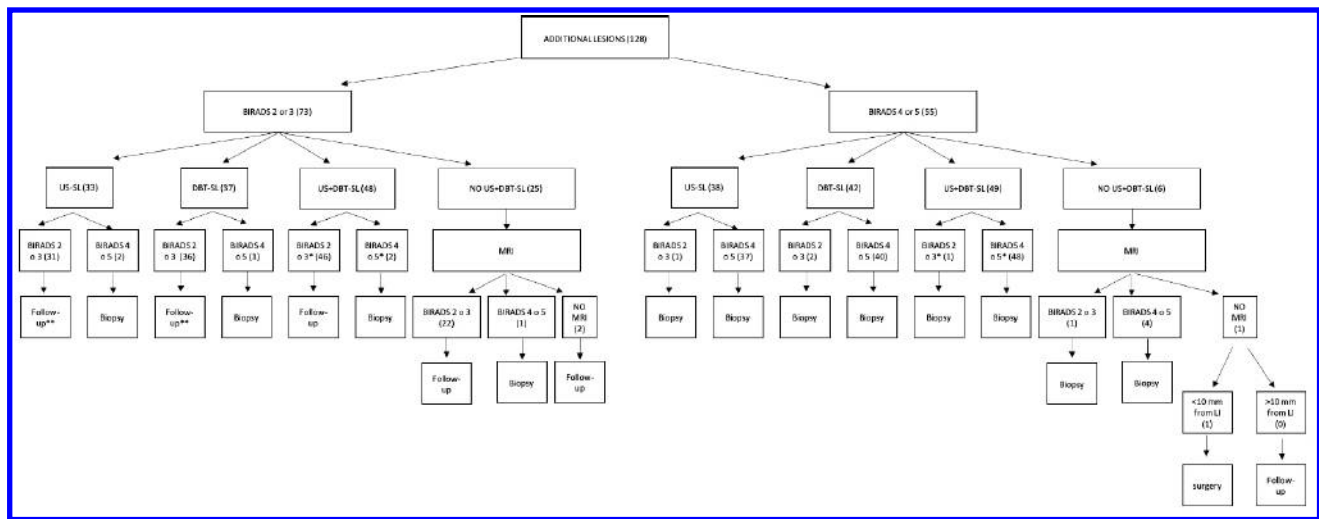 ADDITIONAL LESIONS (128)
BIRADS 2 or 3 (73)
BIRADS 4 or 5 (55)
US-SL (33)
DBT-SL (37)
US+DBT-SL (48)
NO US+DBT-SL (25)
US-SL (38)
DBT-SL (42)
US+DBT-SL (49)
NO US+DBT-SL (6)
BIRADS 2
o 3 (31)
BIRADS 4
o 5 (2)
BIRADS 2
o 3 (36)
BIRADS 4
o 5 (1)
BIRADS 2
o 3* (46)
BIRADS 4
o 5* (2)
MRI
BIRADS 2
o 3 (1)
BIRADS 4
o 5 (37)
BIRADS 2
o 3* (2)
BIRADS 4
o 5 (40)
BIRADS 2
o 3* (1)
BIRADS 4
o 5* (48)
MRI
Follow-
up**
Biopsy
Follow-
up**
Biopsy
Follow-
up
Biopsy
BIRADS 2 o 3
(22)
BIRADS 4 o 5
(1)
NO
MRI
(2)
Biopsy
Biopsy
Biopsy
Biopsy
Biopsy
Biopsy
BIRADS 2 o 3
(1)
BIRADS 4 o 5
(4)
NO
MRI
(1)
Follow-
up
Biopsy
Follow-
up
Biopsy
Biopsy
<10 mm
from LI
(1)
>10 mm
from LI
(0)
surgery
Follow-
up